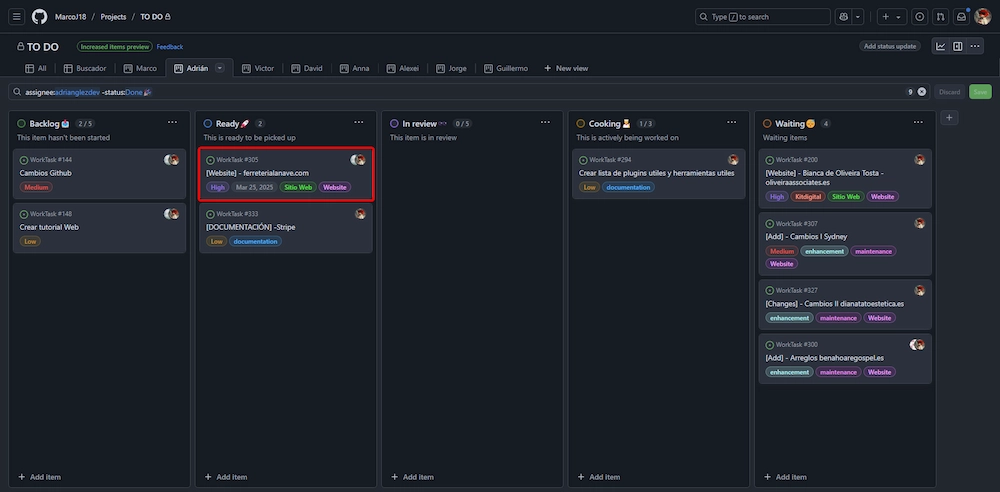 MarcoJ18 / Projects / TO DO
Type / to search
TO DO
Increased items preview
Feedback
Add status update
All
Buscador
Marco
Adrián
Victor
David
Anna
Alexei
Jorge
Guillermo
+ New view
assignee:adrianglezdev -status:Done🎉
9
Discard
Save
Backlog
2 / 5
This item hasn't been started
WorkTask #144
Cambios Github
Medium
WorkTask #148
Crear tutorial Web
Low
+ Add item
Ready🚀
2
This is ready to be picked up
WorkTask #305
[Website] - ferreterialanave.com
High
Mar 25, 2025
Sitio Web
Website
WorkTask #333
[DOCUMENTACIÓN] -Stripe
Low
documentation
+ Add item
In review
0 / 5
This item is in review
+ Add item
Cooking
1 / 3
This is actively being worked on
WorkTask #294
Crear lista de plugins utiles y herramientas utiles
Low
documentation
+ Add item
Waiting
4
Waiting items
WorkTask #200
[Website] - Bianca de Oliveira Tosta -
oliveiraassociates.es
High
Kitdigital
Sitio Web
Website
WorkTask #307
[Add] - Cambios I Sydney
Medium
enhancement
maintenance
Website
WorkTask #327
[Changes] - Cambios II dianatatoestetica.es
enhancement
maintenance
Website
WorkTask #300
[Add] - Arreglos benahoaregospel.es
enhancement
maintenance
Website
+ Add item